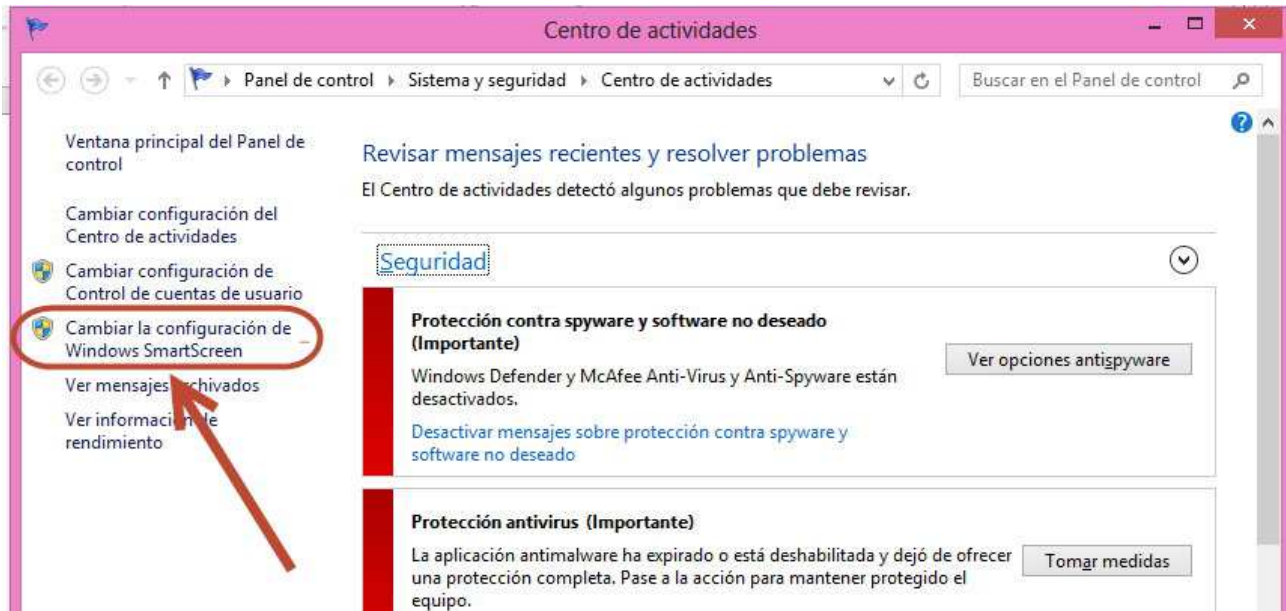 Centro de actividades
Panel de control
Sistema y seguridad
Centro de actividades
Buscar en el Panel de control
Ventana principal del Panel de
control
Cambiar configuración del
Centro de actividades
Cambiar configuración de
Control de cuentas de usuario
Cambiar la configuración de
Windows SmartScreen
Ver mensajes archivados
Ver información de
rendimiento
Revisar mensajes recientes y resolver problemas
El Centro de actividades detectó algunos problemas que debe revisar.
Seguridad
Protección contra spyware y software no deseado
(Importante)
Windows Defender y McAfee Anti-Virus y Anti-Spyware están
desactivados.
Desactivar mensajes sobre protección contra spyware y
software no deseado
Ver opciones antispyware
Protección antivirus (Importante)
La aplicación antimalware ha expirado o está deshabilitada y dejó de ofrecer
una protección completa. Pase a la acción para mantener protegido el
equipo.
Tomar medidas